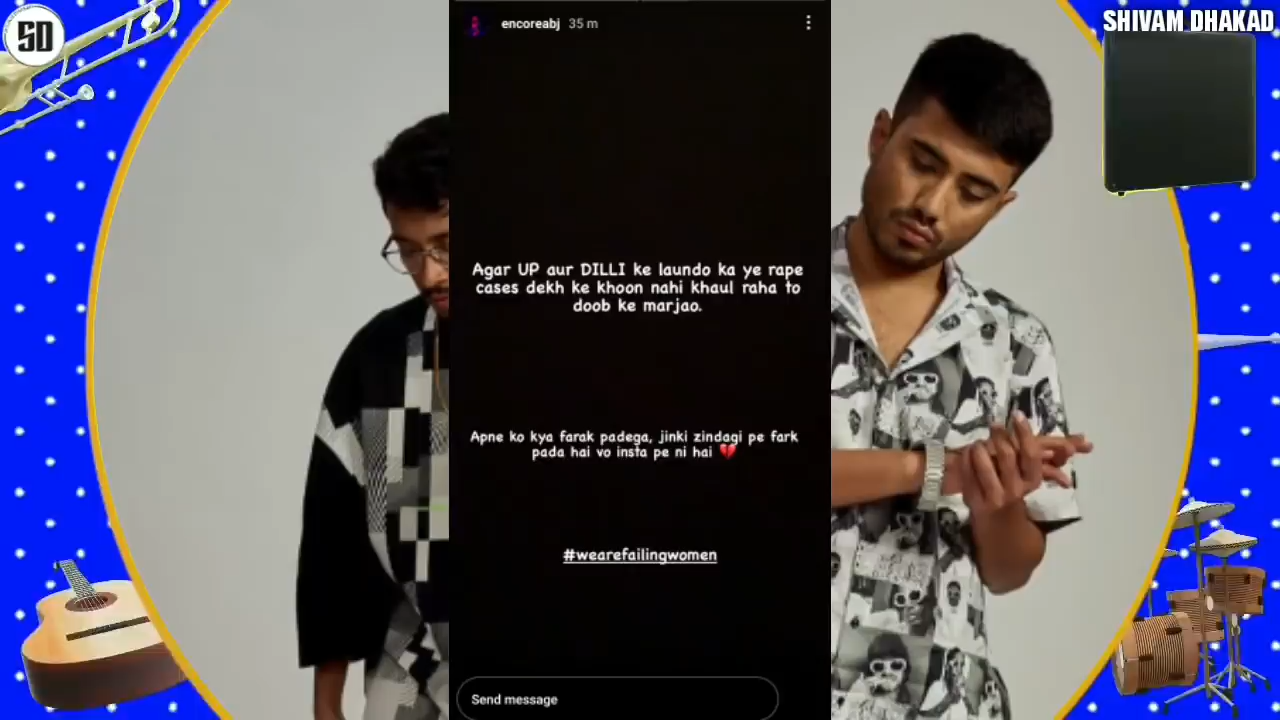 SD
SHIVAM DHAKAD
encoreabj 35 m
Agar UP aur DILLI ke laundo ka ye rape
cases dekh ke khoon nahi khaul raha to
doob ke marjao.
Apne ko kya farak padega, jinki zindagi pe fark
pada hai vo insta pe ni hai 💔
#wearefailingwomen
Send message